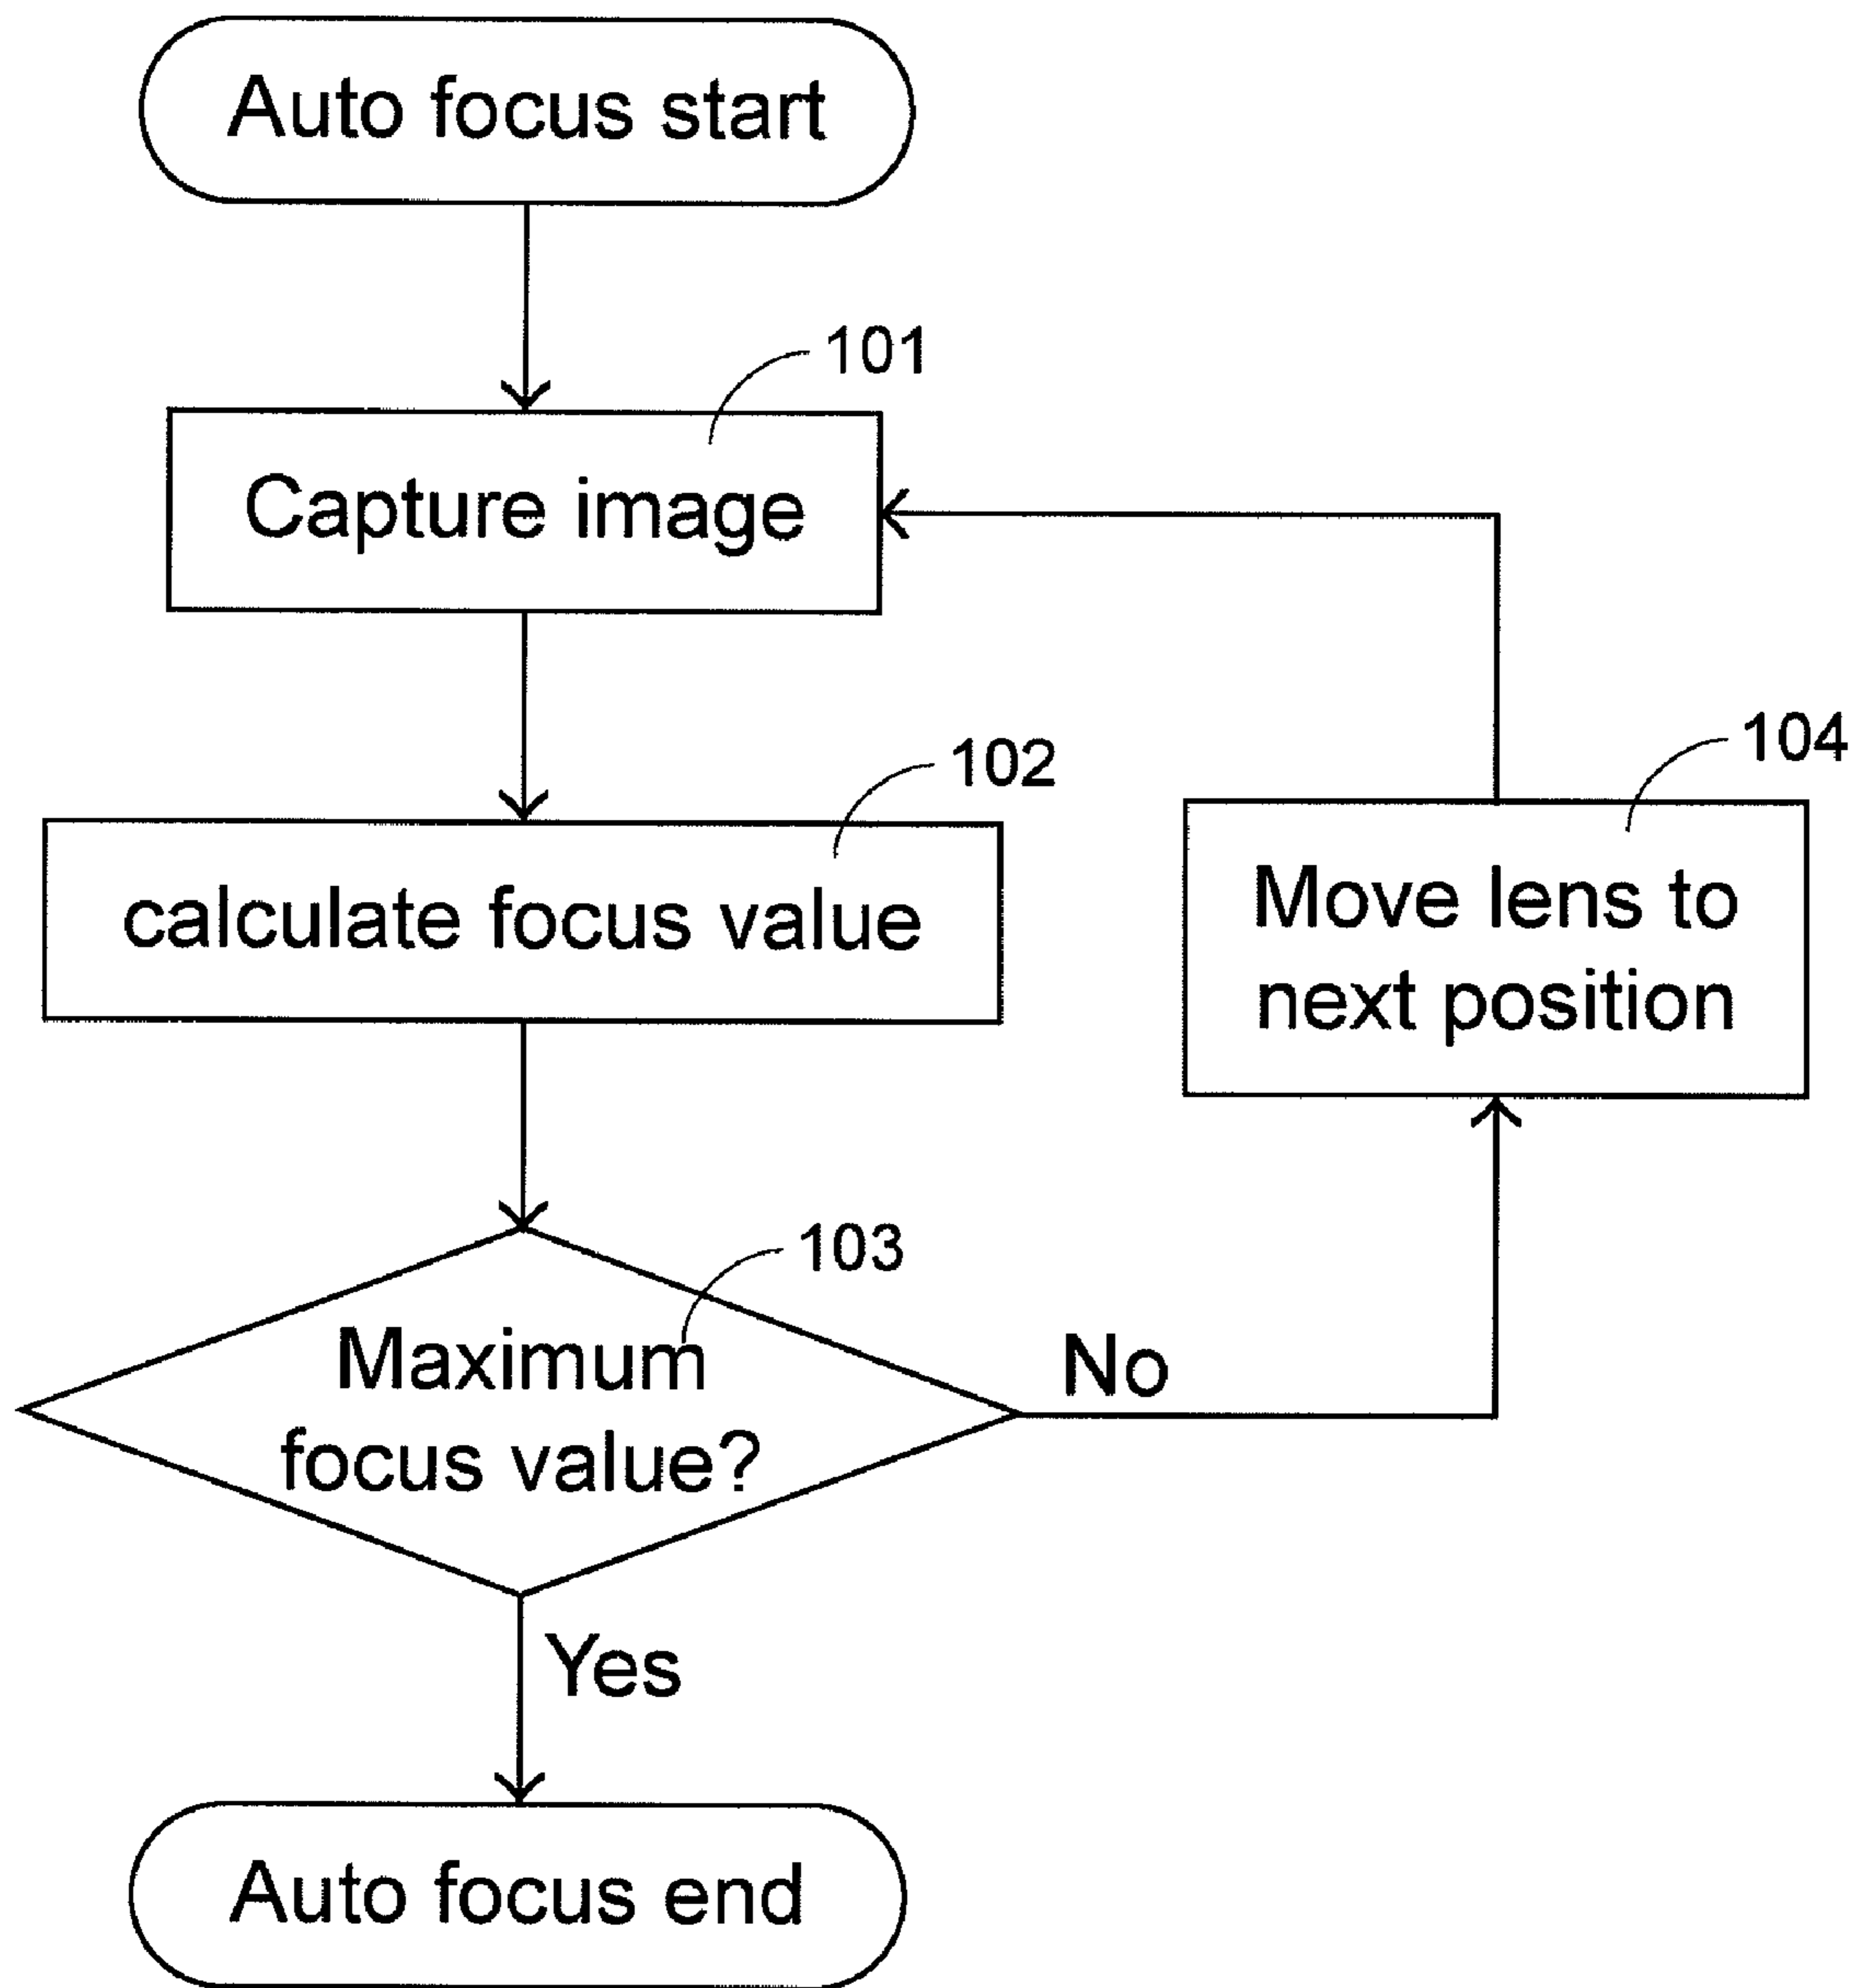 Auto focus start
101
Capture image
102
calculate focus value
104
Move lens to
next position
103
Maximum
focus value?
No
Yes
Auto focus end